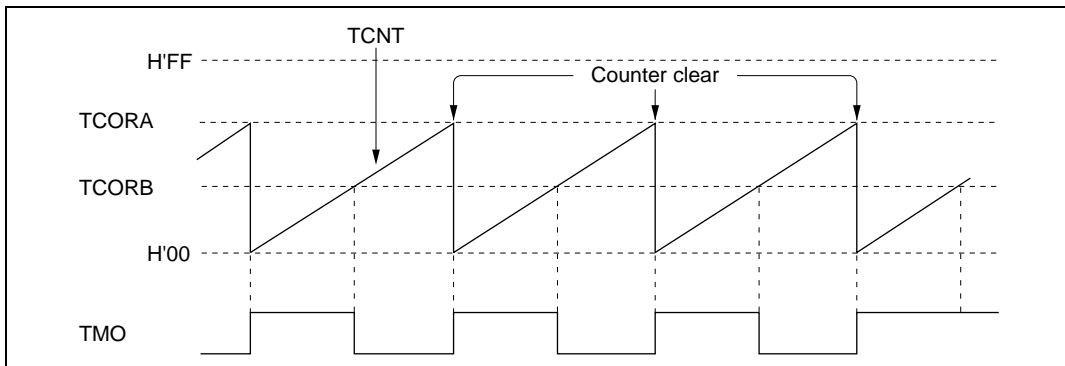 TCNT
H'FF
Counter clear
TCORA
TCORB
H'00
TMO